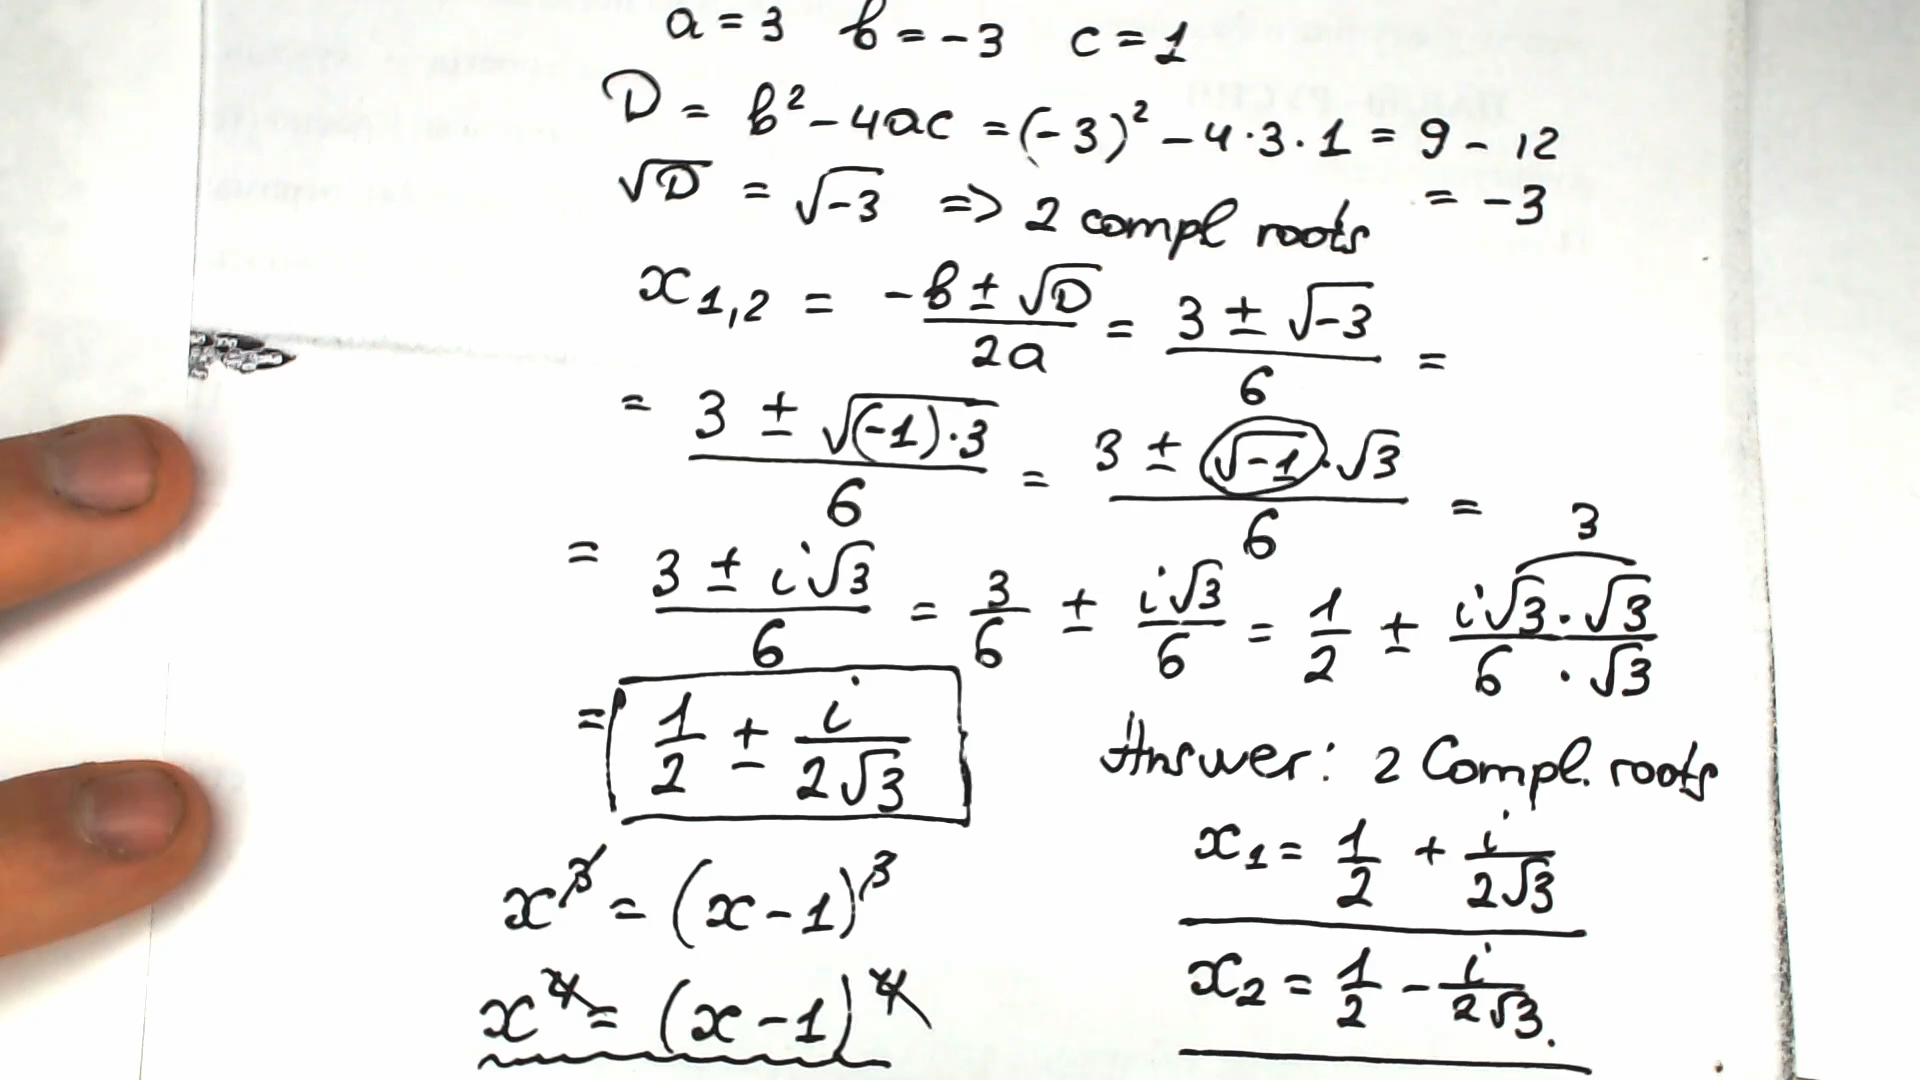 a = 3 b = -3 c = 1
D = b² - 4ac = (-3)² - 4·3·1 = 9 - 12
= -3
√D = √-3 => 2 compl roots
x1,2 = (-b ± √D)/(2a) = (3 ± √-3)/6 =
= (3 ± √(-1)·3)/6 = (3 ± √-1·√3)/6 =
3
= (3 ± i√3)/6 = 3/6 ± i√3/6 = 1/2 ± (i√3·√3)/(6·√3)
= 1/2 ± i/(2√3)
x³ = (x-1)³
x⁴ = (x-1)⁴
Answer: 2 Compl. roots
x1 = 1/2 + i/(2√3)
x2 = 1/2 - i/(2√3).